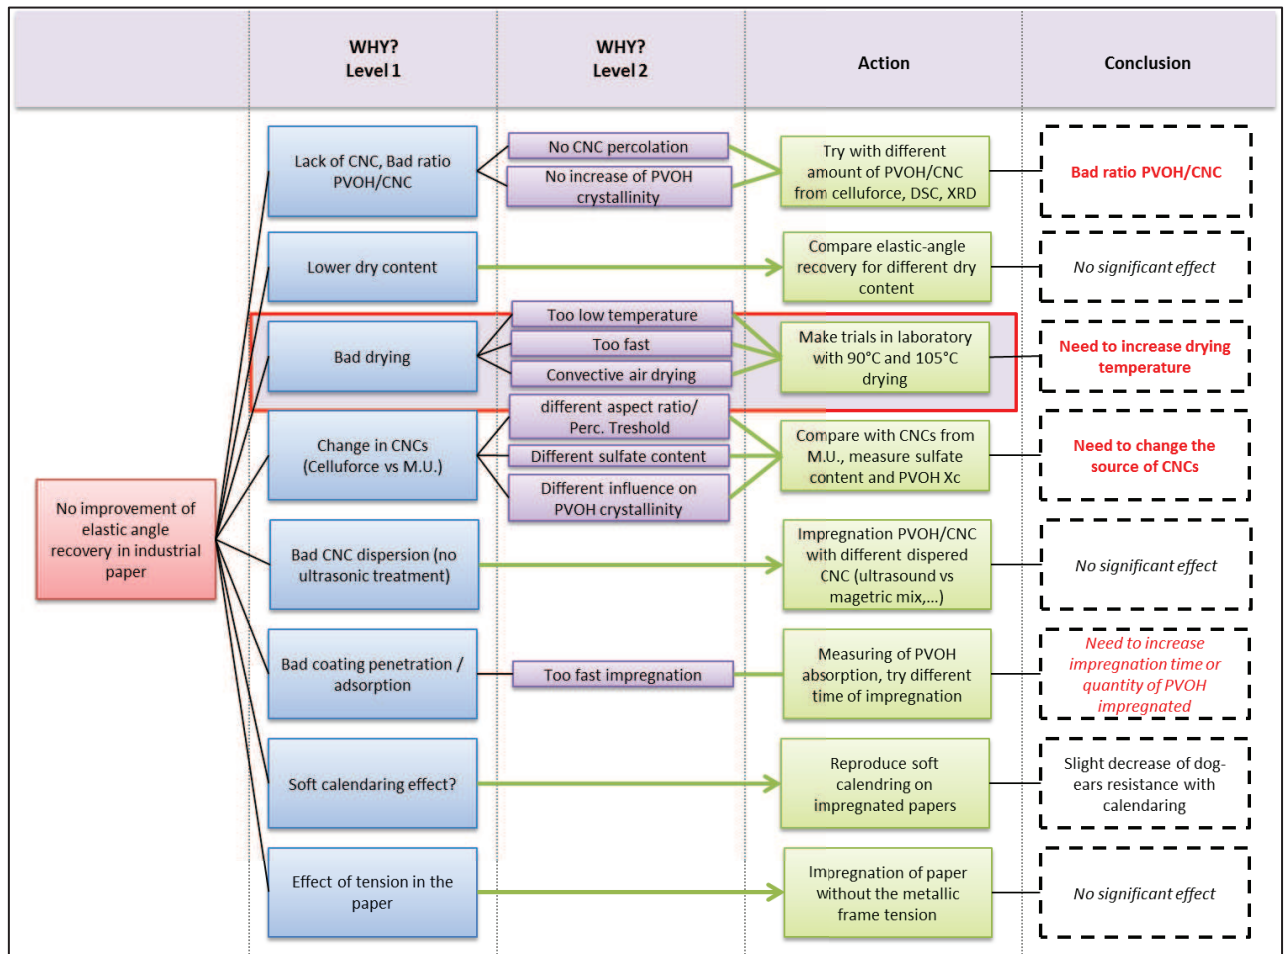 WHY?
Level 1
WHY?
Level 2
Action
Conclusion
No improvement of
elastic angle
recovery in industrial
paper
Lack of CNC, Bad ratio
PVOH/CNC
No CNC percolation
No increase of PVOH
crystallinity
Try with different
amount of PVOH/CNC
from celluforce, DSC, XRD
Bad ratio PVOH/CNC
Lower dry content
Compare elastic-angle
recovery for different dry
content
No significant effect
Bad drying
Too low temperature
Too fast
Convective air drying
Make trials in laboratory
with 90°C and 105°C
drying
Need to increase drying
temperature
Change in CNCs
(Celluforce vs M.U.)
different aspect ratio/
Perc. Treshold
Different sulfate content
Different influence on
PVOH crystallinity
Compare with CNCs from
M.U., measure sulfate
content and PVOH Xc
Need to change the
source of CNCs
Bad CNC dispersion (no
ultrasonic treatment)
Impregnation PVOH/CNC
with different dispered
CNC (ultrasound vs
magetric mix,...)
No significant effect
Bad coating penetration /
adsorption
Too fast impregnation
Measuring of PVOH
absorption, try different
time of impregnation
Need to increase
impregnation time or
quantity of PVOH
impregnated
Soft calendaring effect?
Reproduce soft
calendring on
impregnated papers
Slight decrease of dog-
ears resistance with
calendaring
Effect of tension in the
paper
Impregnation of paper
without the metallic
frame tension
No significant effect